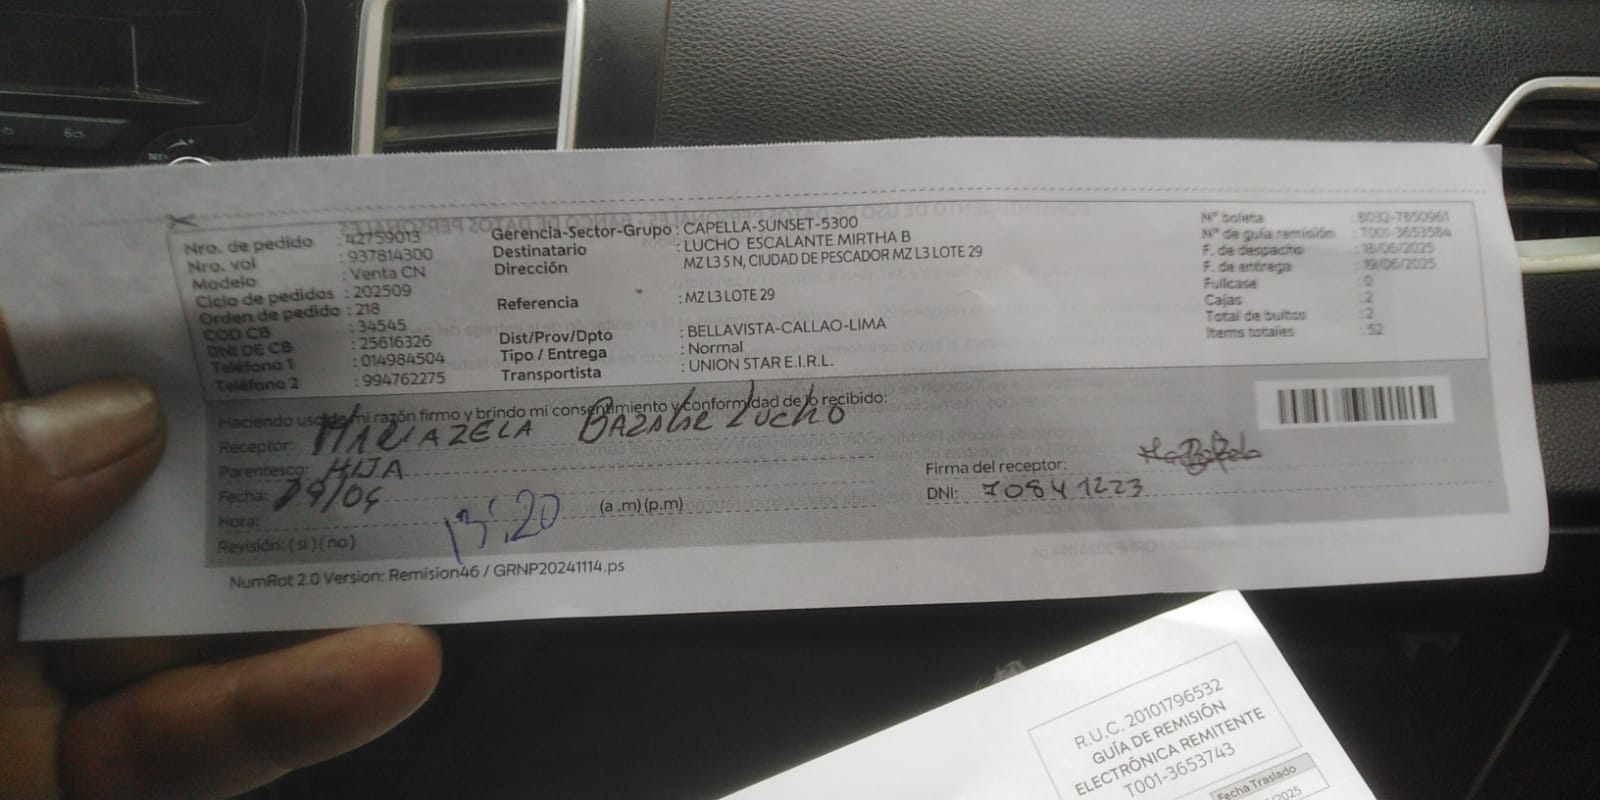 Nro. de pedido : 42759013
Nro. vol : 937814300
Modelo : Venta CN
Ciclo de pedidos : 202509
Orden de pedido : 218
COD CB : 34545
DNI DE CB : 25616326
Teléfono 1 : 014984504
Teléfono 2 : 994762275
Gerencia-Sector-Grupo : CAPELLA-SUNSET-5300
Destinatario : LUCHO ESCALANTE MIRTHA B
Dirección MZ L3 S N, CIUDAD DE PESCADOR MZ L3 LOTE 29
Referencia : MZ L3 LOTE 29
Dist/Prov/Dpto : BELLAVISTA-CALLAO-LIMA
Tipo / Entrega : Normal
Transportista : UNION STAR E.I.R.L.
Nº boleta : B032-7850961
Nº de guía remisión : T001-3653584
F. de despacho : 18/06/2025
F. de entrega : 19/06/2025
Fullcase : 0
Cajas : 2
Total de bultos : 2
Items totales : 52
Haciendo uso de mi razón firmo y brindo mi consentimiento y conformidad de lo recibido:
Receptor: LUCHO
Parentesco: HIJA
Fecha:
Hora: 13:20 (a.m) (p.m)
Revisión: ( si ) ( no )
Firma del receptor:
DNI: 70841223
NumRot 2.0 Version: Remision46 / GRNP20241114.ps
R.U.C. 20101796532
GUÍA DE REMISIÓN
ELECTRÓNICA REMITENTE
T001-3653743
Fecha Traslado
/2025